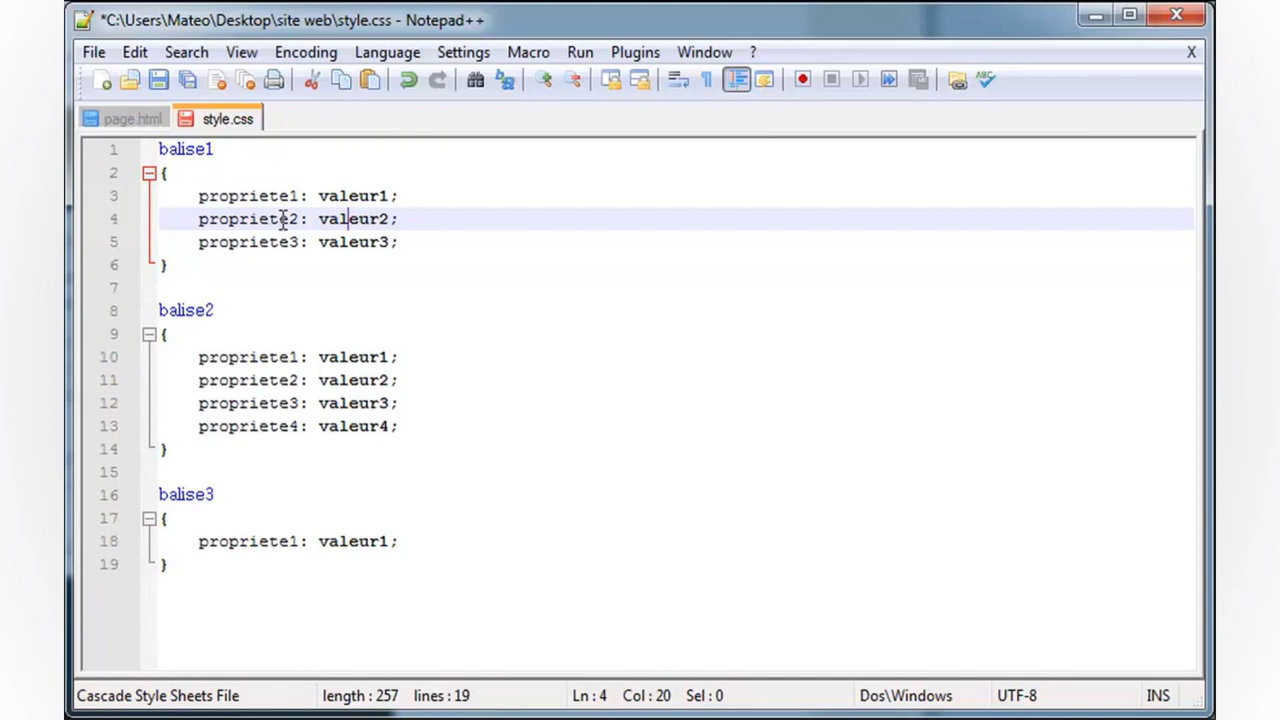 *C:\Users\Mateo\Desktop\site web\style.css - Notepad++
File Edit Search View Encoding Language Settings Macro Run Plugins Window ? X
page.html style.css
1 balise1
2 {
3 propriete1: valeur1;
4 propriete2: valeur2;
5 propriete3: valeur3;
6 }
7
8 balise2
9 {
10 propriete1: valeur1;
11 propriete2: valeur2;
12 propriete3: valeur3;
13 propriete4: valeur4;
14 }
15
16 balise3
17 {
18 propriete1: valeur1;
19 }
Cascade Style Sheets File length : 257 lines : 19 Ln : 4 Col : 20 Sel : 0 Dos\Windows UTF-8 INS